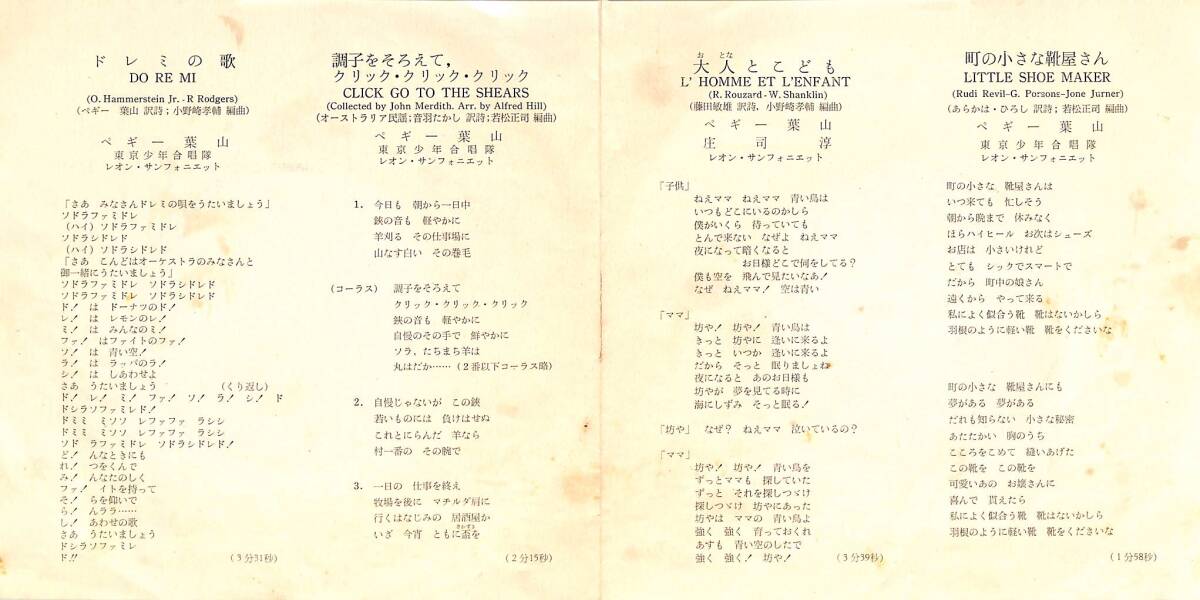 ドレミの歌
DO RE MI
(O. Hammerstein Jr. - R Rodgers)
(ペギー 葉山 訳詩; 小野崎孝輔 編曲)
ペギー葉山
東京少年合唱隊
レオン・サンフォニエット
「さあ みなさんドレミの唄をうたいましょう」
ソドラファミドレ
(ハイ) ソドラファミドレ
ソドラシドレド
(ハイ) ソドラシドレド
「さあ こんどはオーケストラのみなさんと
御一緒にうたいましょう」
ソドラファミドレ ソドラシドレド
ソドラファミドレ ソドラシドレド
ド! は ドーナツのド!
レ! は レモンのレ!
ミ! は みんなのミ!
ファ! はファイトのファ!
ソ! は 青い空!
ラ! は ラッパのラ!
シ! は しあわせよ
さあ うたいましょう (くり返し)
ド! レ! ミ! ファ! ソ! ラ! シ! ド
ドシラソファミレド!
ドミミ ミソソ レファファ ラシシ
ドミミ ミソソ レファファ ラシシ
ソド ラファミドレ ソドラシドレド!
ど! んなときにも
れ! つをくんで
み! んなたのしく
ファ! イトを持って
そ! らを仰いで
ら! んララ……
し! あわせの歌
さあ うたいましょう
ドシラソファミレ
ド!!
(3分31秒)
調子をそろえて,
クリック・クリック・クリック
CLICK GO TO THE SHEARS
(Collected by John Merdith. Arr. by Alfred Hill)
(オーストラリア民謡; 音羽たかし 訳詩; 若松正司 編曲)
ペギー葉山
東京少年合唱隊
レオン・サンフォニエット
1. 今日も 朝から一日中
鋏の音も 軽やかに
羊刈る その仕事場に
山なす白い その巻毛
(コーラス) 調子をそろえて
クリック・クリック・クリック
鋏の音も 軽やかに
自慢のその手で 鮮やかに
ソラ, たちまち羊は
丸はだか…… (2番以下コーラス略)
2. 自慢じゃないが この鋏
若いものには 負けはせぬ
これとにらんだ 羊なら
村一番の その腕で
3. 一日の 仕事を終え
牧場を後に マチルダ肩に
行くはなじみの 居酒屋か
いざ 今宵 ともに盃を
さかずき
(2分15秒)
おとな
大人とこども
L' HOMME ET L'ENFANT
(R. Rouzard - W. Shanklin)
(藤田敏雄 訳詩, 小野崎孝輔 編曲)
ペギー葉山
庄司淳
レオン・サンフォニエット
「子供」
ねえママ ねえママ 青い鳥は
いつもどこにいるのかしら
僕がいくら 待っていても
とんで来ない なぜよ ねえママ
夜になって暗くなると
お日様どこで何をしてる?
僕も空を 飛んで見たいなあ!
なぜ ねえママ! 空は青い
「ママ」
坊や! 坊や! 青い鳥は
きっと 坊やに 逢いに来るよ
きっと いつか 逢いに来るよ
だから そっと 眠りましょね
夜になると あのお日様も
坊やが 夢を見てる時に
海にしずみ そっと眠る!
「坊や」 なぜ? ねえママ 泣いているの?
「ママ」
坊や! 坊や! 青い鳥を
ずっとママも 探していた
ずっと それを探しつゞけ
探しつゞけ 坊やにあった
坊やは ママの 青い鳥よ
強く 強く 育っておくれ
あすも 青い空のしたで
強く 強く! 坊や!
(3分39秒)
町の小さな靴屋さん
LITTLE SHOE MAKER
(Rudi Revil-G. Porsons-Jone Jurner)
(あらかは・ひろし 訳詩; 若松正司 編曲)
ペギー葉山
東京少年合唱隊
レオン・サンフォニエット
町の小さな 靴屋さんは
いつ来ても 忙しそう
朝から晩まで 休みなく
ほらハイヒール お次はシューズ
お店は 小さいけれど
とても シックでスマートで
だから 町中の娘さん
遠くから やって来る
私によく似合う靴 靴はないかしら
羽根のように軽い靴 靴をくださいな
町の小さな 靴屋さんにも
夢がある 夢がある
だれも知らない 小さな秘密
あたたかい 胸のうち
こころをこめて 縫いあげた
この靴を この靴を
可愛いあの お嬢さんに
喜んで 貰えたら
私によく似合う靴 靴はないかしら
羽根のように軽い靴 靴をくださいな
(1分58秒)